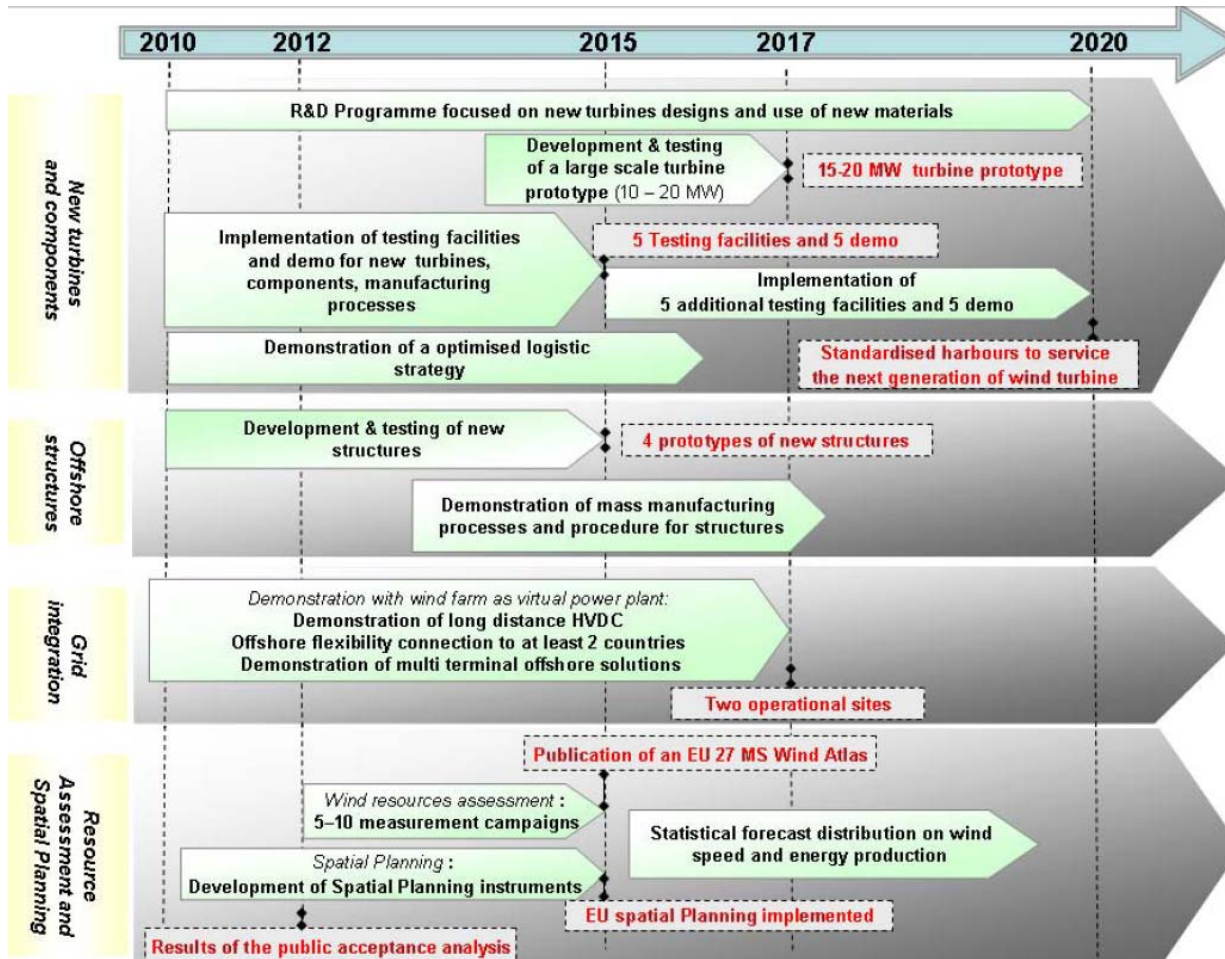 2010
2012
2015
2017
2020
New turbines
and components
R&D Programme focused on new turbines designs and use of new materials
Development & testing
of a large scale turbine
prototype (10 – 20 MW)
15-20 MW turbine prototype
Implementation of testing facilities
and demo for new turbines,
components, manufacturing
processes
5 Testing facilities and 5 demo
Implementation of
5 additional testing facilities and 5 demo
Demonstration of a optimised logistic
strategy
Standardised harbours to service
the next generation of wind turbine
Offshore
structures
Development & testing of new
structures
4 prototypes of new structures
Demonstration of mass manufacturing
processes and procedure for structures
Grid
integration
Demonstration with wind farm as virtual power plant:
Demonstration of long distance HVDC
Offshore flexibility connection to at least 2 countries
Demonstration of multi terminal offshore solutions
Two operational sites
Resource
Assessment and
Spatial Planning
Publication of an EU 27 MS Wind Atlas
Wind resources assessment :
5–10 measurement campaigns
Statistical forecast distribution on wind
speed and energy production
Spatial Planning :
Development of Spatial Planning instruments
EU spatial Planning implemented
Results of the public acceptance analysis